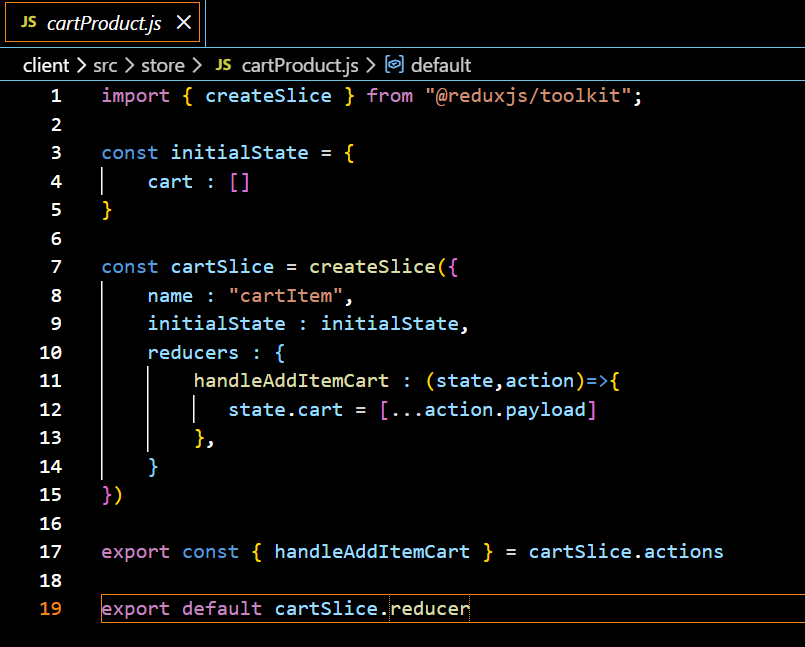 JS cartProduct.js ×
client > src > store > JS cartProduct.js > default
1 import { createSlice } from "@reduxjs/toolkit";
2
3 const initialState = {
4     cart : []
5 }
6
7 const cartSlice = createSlice({
8     name : "cartItem",
9     initialState : initialState,
10     reducers : {
11         handleAddItemCart : (state,action)=>{
12            state.cart = [...action.payload]
13         },
14     }
15 })
16
17 export const { handleAddItemCart } = cartSlice.actions
18
19 export default cartSlice.reducer